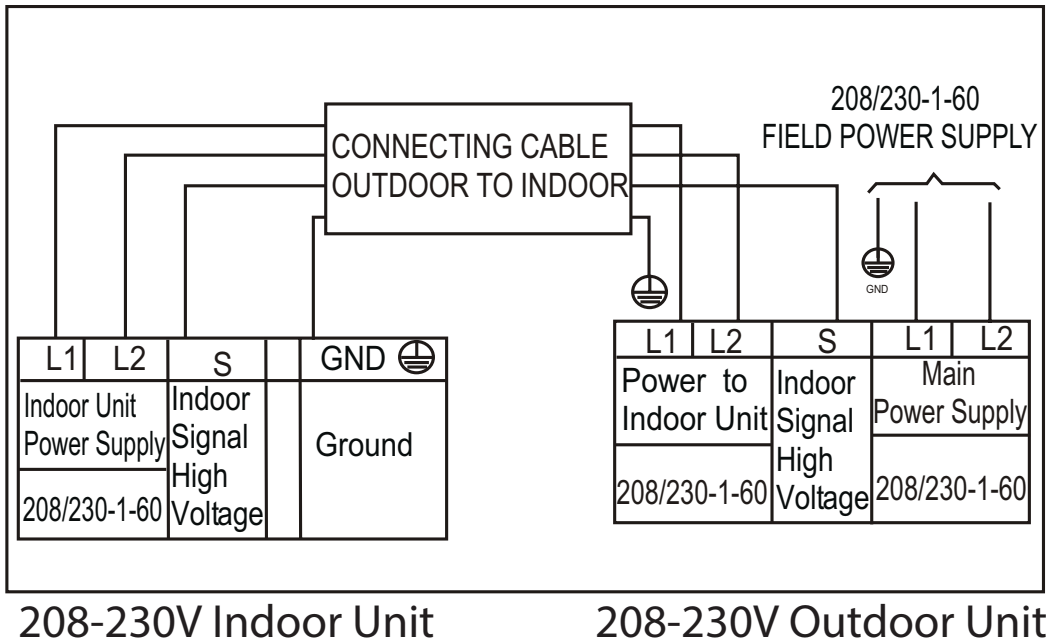 208/230-1-60
FIELD POWER SUPPLY
CONNECTING CABLE
OUTDOOR TO INDOOR
GND
L1 L2 S GND
Indoor Unit
Power Supply
208/230-1-60
Indoor
Signal
High
Voltage
Ground
L1 L2 S L1 L2
Power to
Indoor Unit
208/230-1-60
Indoor
Signal
High
Voltage
Main
Power Supply
208/230-1-60
208-230V Indoor Unit
208-230V Outdoor Unit